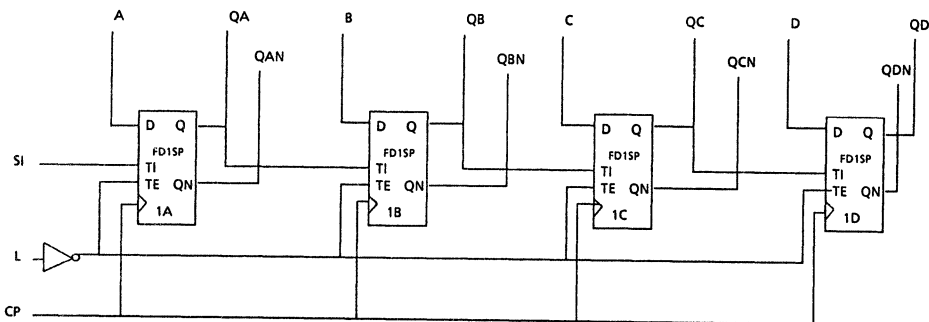 A QA B QB C QC D QD
QAN QBN QCN QDN
D Q D Q D Q D Q
FD1SP FD1SP FD1SP FD1SP
SI TI TI TI TI
TE QN TE QN TE QN TE QN
1A 1B 1C 1D
L
CP